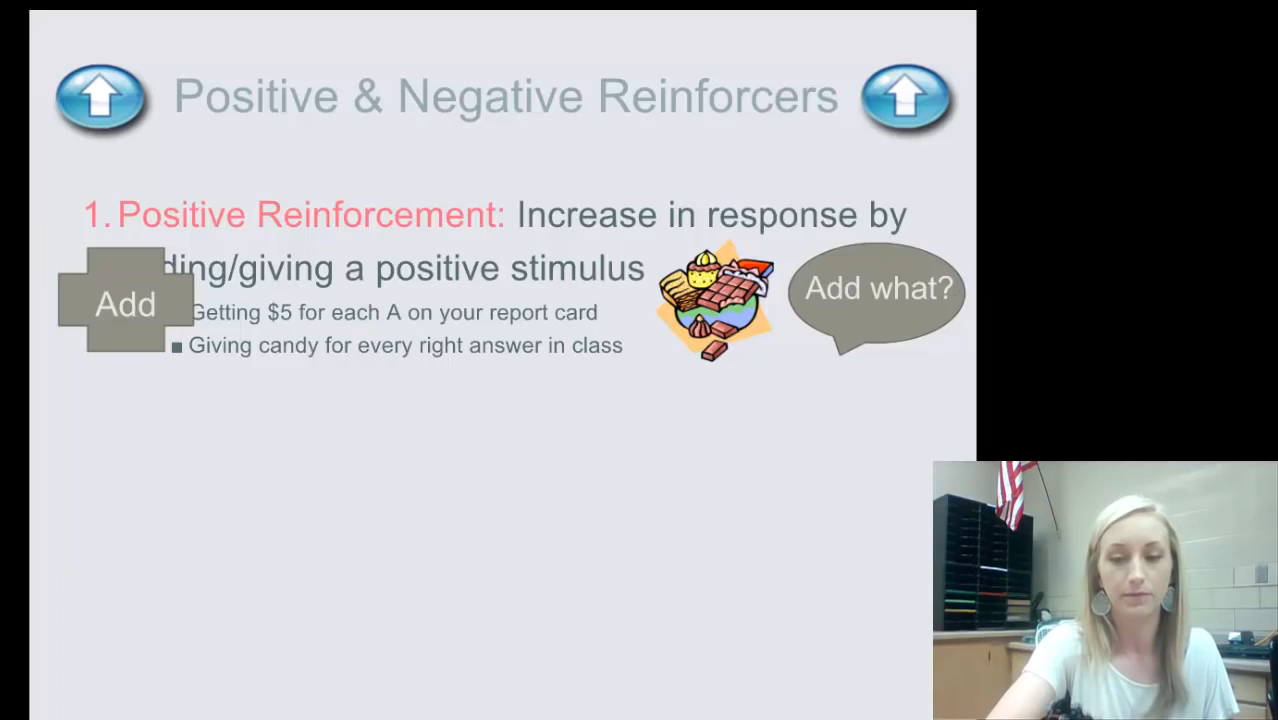 Positive & Negative Reinforcers
1. Positive Reinforcement: Increase in response by
ding/giving a positive stimulus
Add
Add what?
Getting $5 for each A on your report card
■ Giving candy for every right answer in class